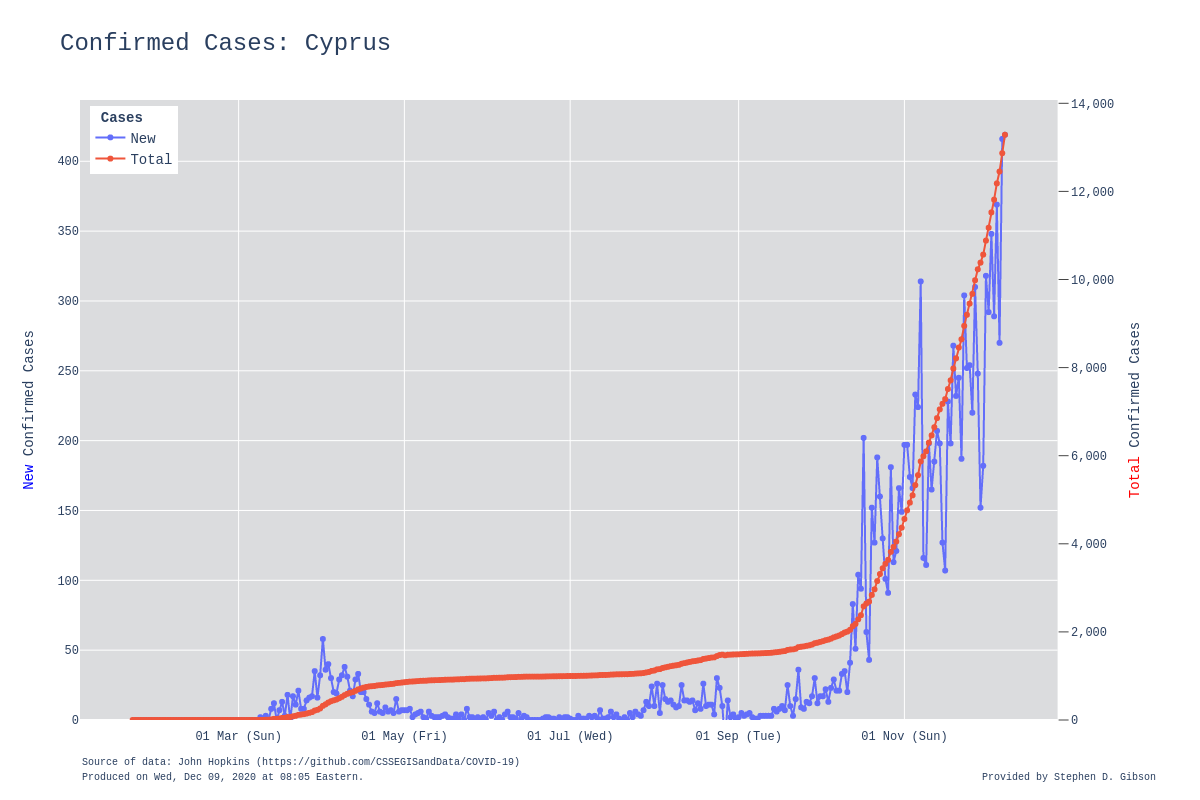 Confirmed Cases: Cyprus
Cases
New
Total
400
350
300
250
200
150
100
50
0
New Confirmed Cases
14,000
12,000
10,000
8,000
6,000
4,000
2,000
0
Total Confirmed Cases
01 Mar (Sun) 01 May (Fri) 01 Jul (Wed) 01 Sep (Tue) 01 Nov (Sun)
Source of data: John Hopkins (https://github.com/CSSEGISandData/COVID-19)
Produced on Wed, Dec 09, 2020 at 08:05 Eastern.
Provided by Stephen D. Gibson